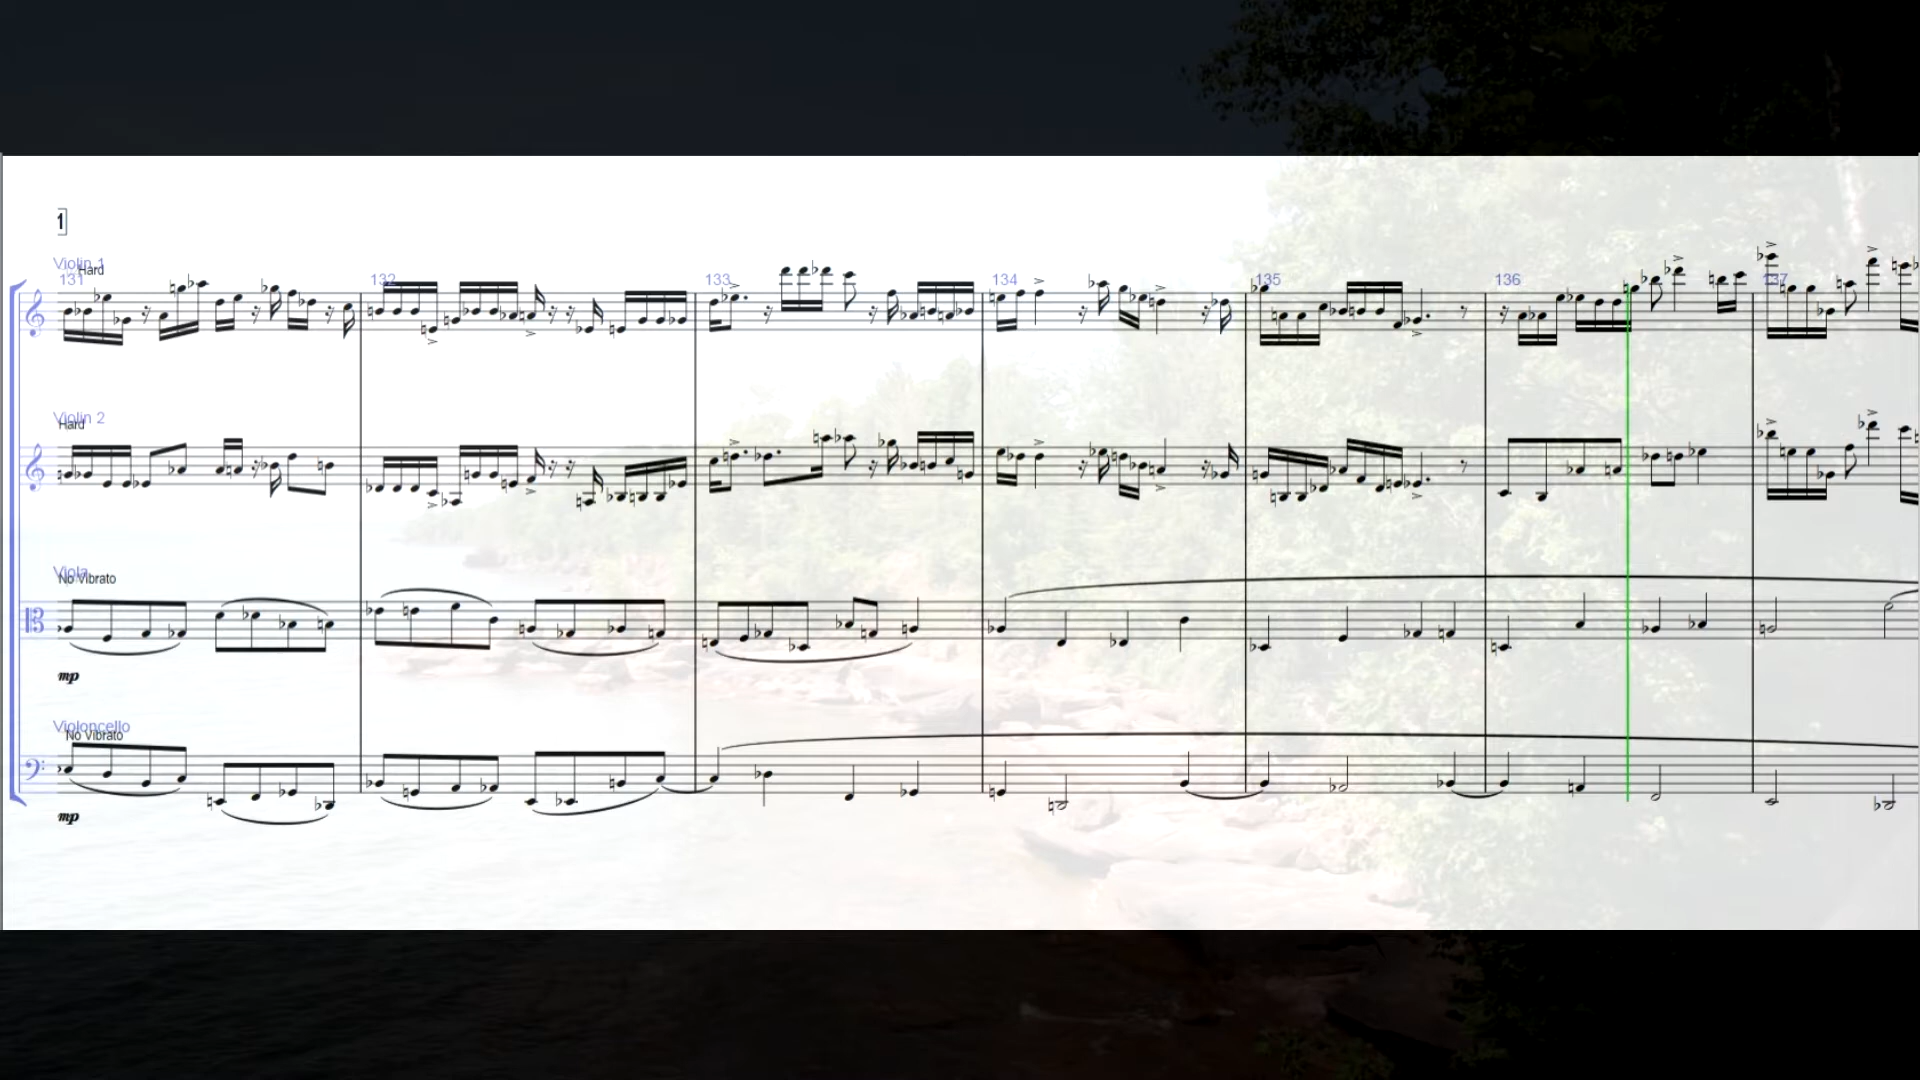 1
Violin 1
Hard
131 132 133 134 135 136 137
Violin 2
Hard
Viola
No Vibrato
mp
Violoncello
No Vibrato
mp